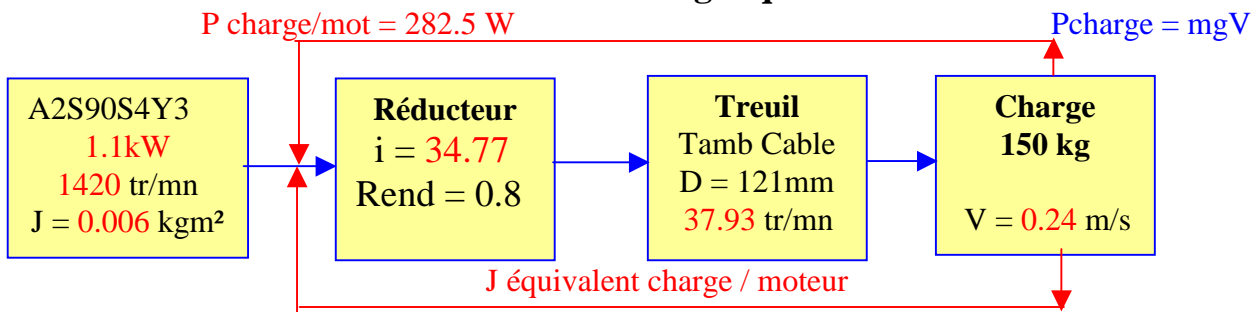 P charge/mot = 282.5 W
Pcharge = mgV
A2S90S4Y3
1.1kW
1420 tr/mn
J = 0.006 kgm²
Réducteur
i = 34.77
Rend = 0.8
Treuil
Tamb Cable
D = 121mm
37.93 tr/mn
Charge
150 kg
V = 0.24 m/s
J équivalent charge / moteur